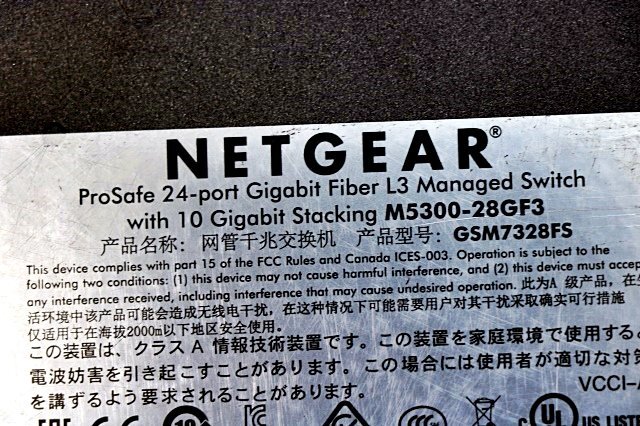 NETGEAR®
ProSafe 24-port Gigabit Fiber L3 Managed Switch
with 10 Gigabit Stacking M5300-28GF3
产品名称: 网管千兆交换机 产品型号: GSM7328FS
This device complies with part 15 of the FCC Rules and Canada ICES-003. Operation is subject to the
following two conditions: (1) this device may not cause harmful interference, and (2) this device must accept
any interference received, including interference that may cause undesired operation. 此为A 级产品, 在生
活环境中该产品可能会造成无线电干扰, 在这种情况下可能需要用户对其干扰采取确实可行措施
仅适用于在海拔2000m以下地区安全使用。
この装置は、クラス A 情報技術装置です。この装置を家庭環境で使用すると
電波妨害を引き起こすことがあります。この場合には使用者が適切な対策
を講ずるよう要求されることがあります。 VCCI-A
UL US LISTE